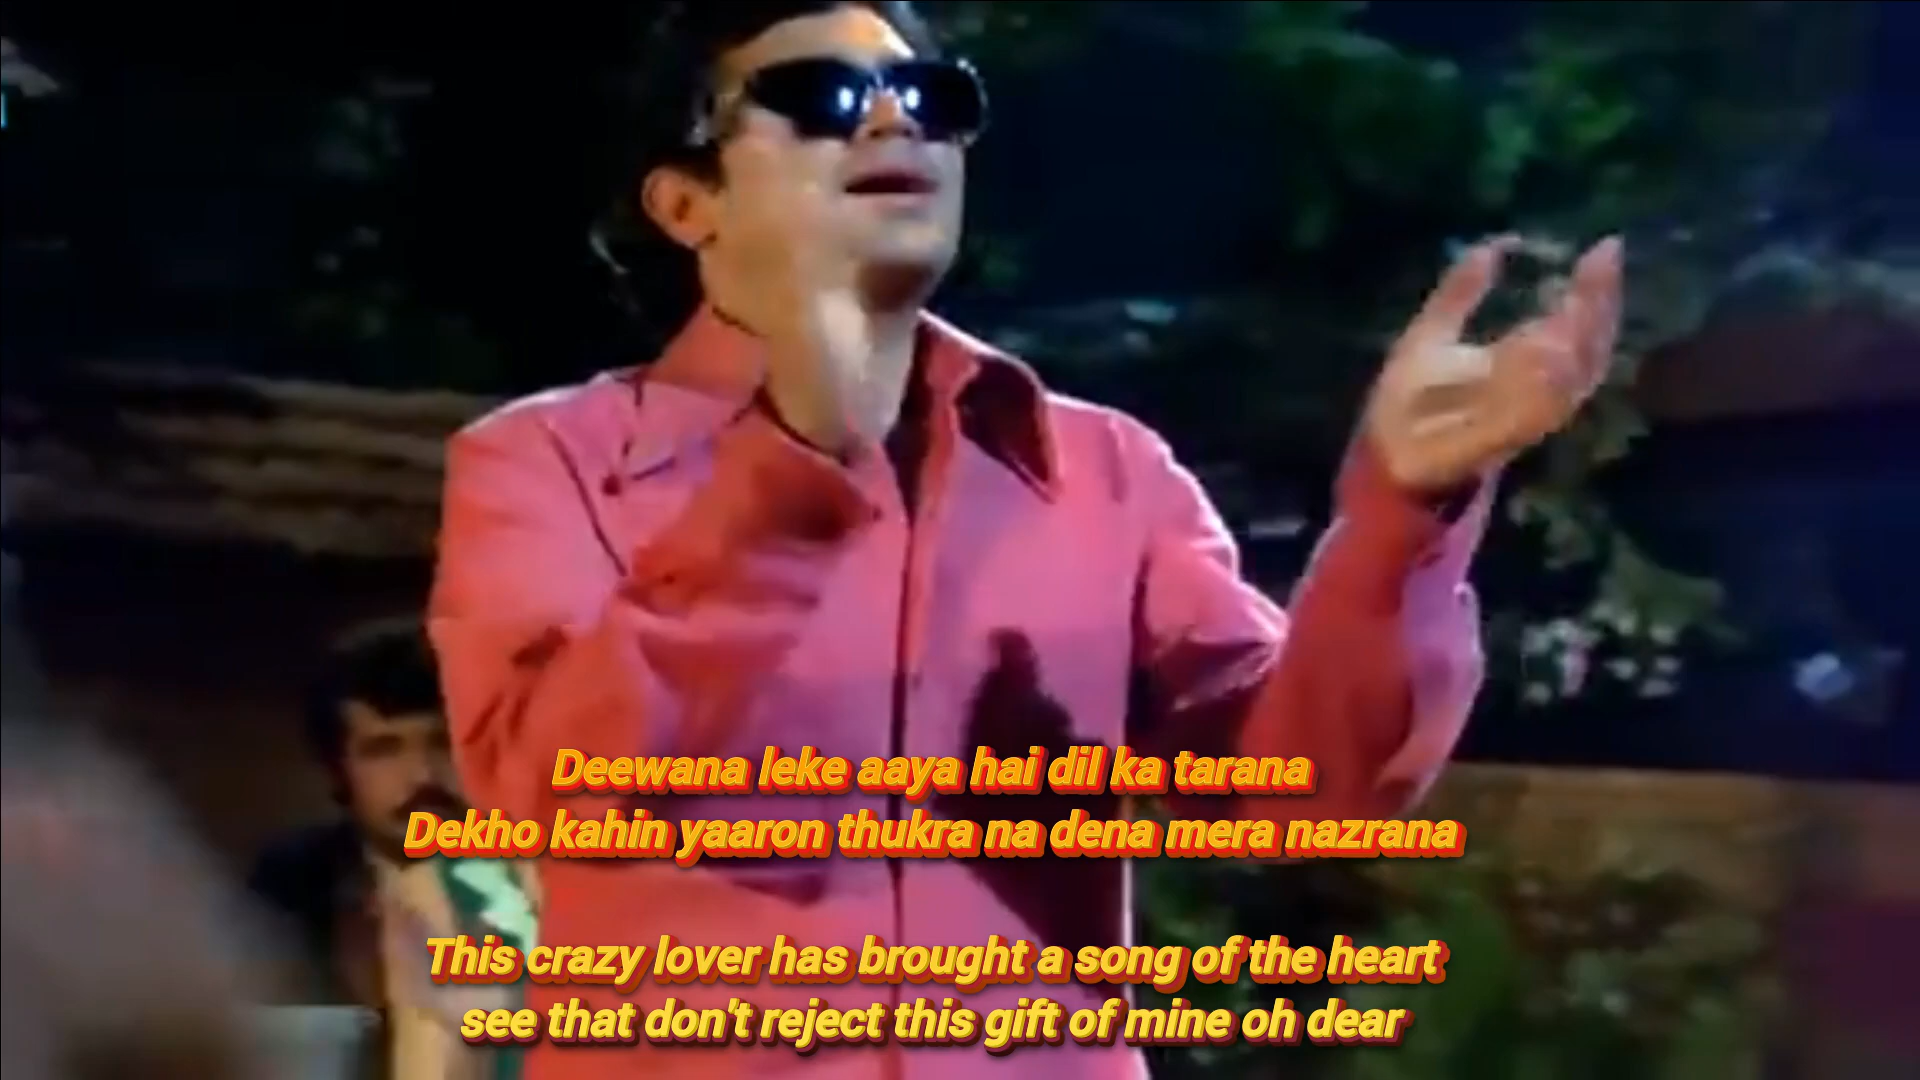 Deewana leke aaya hai dil ka tarana
Dekho kahin yaaron thukra na dena mera nazrana
This crazy lover has brought a song of the heart
see that don't reject this gift of mine oh dear